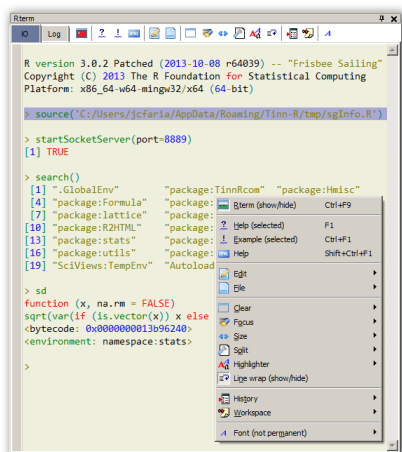 Rterm
IO Log
R version 3.0.2 Patched (2013-10-08 r64039) -- "Frisbee Sailing"
Copyright (C) 2013 The R Foundation for Statistical Computing
Platform: x86_64-w64-mingw32/x64 (64-bit)
> source('C:/Users/jcfaria/AppData/Roaming/Tinn-R/tmp/sgInfo.R')
> startSocketServer(port=8889)
[1] TRUE
> search()
[1] ".GlobalEnv" "package:TinnRcom" "package:Hmisc"
[4] "package:Formula" "package:
[7] "package:lattice" "package:
[10] "package:R2HTML" "package:
[13] "package:stats" "package:
[16] "package:utils" "package:
[19] "SciViews:TempEnv" "Autoload
> sd
function (x, na.rm = FALSE)
sqrt(var(if (is.vector(x)) x else
<bytecode: 0x0000000013b96240>
<environment: namespace:stats>
>
Rterm (show/hide) Ctrl+F9
Help (selected) F1
Example (selected) Ctrl+F1
Help Shift+Ctrl+F1
Edit
File
Clear
Focus
Size
Split
Highlighter
Line wrap (show/hide)
History
Workspace
Font (not permanent)